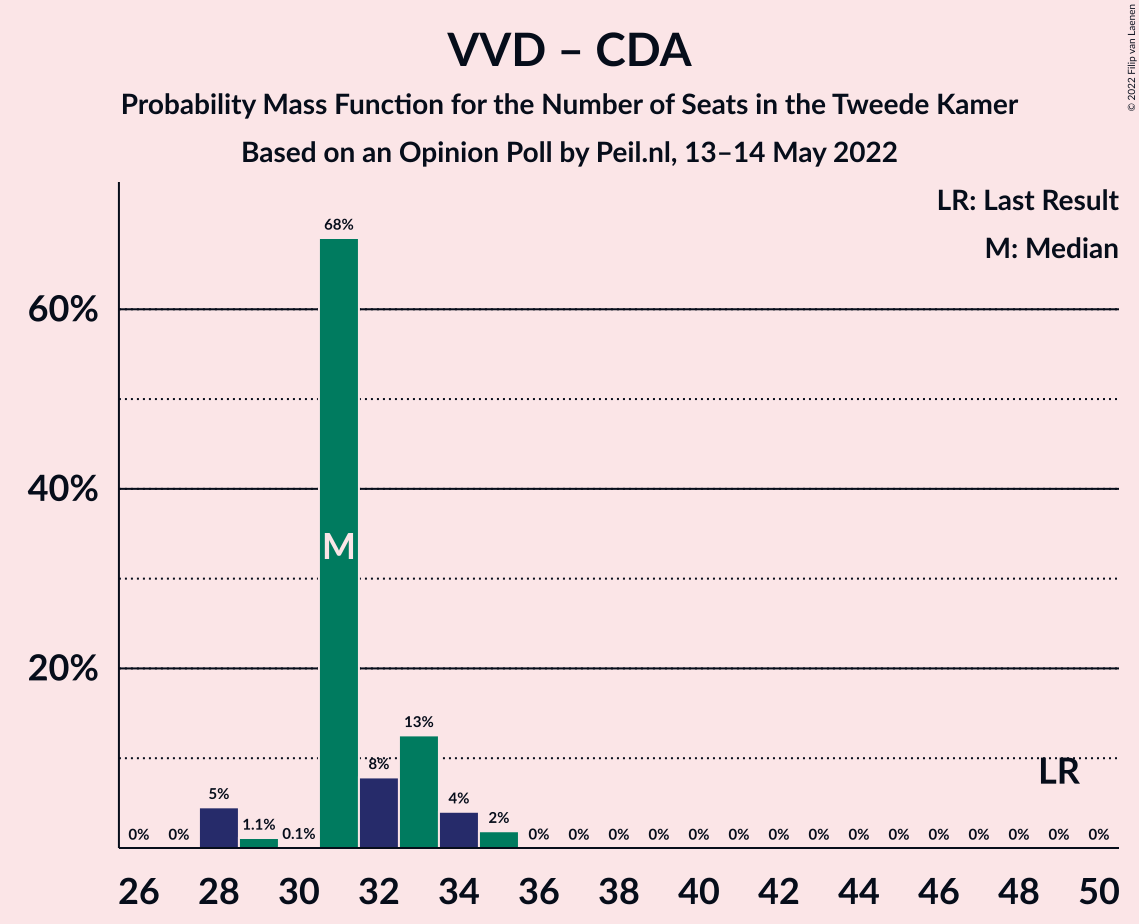 VVD – CDA
Probability Mass Function for the Number of Seats in the Tweede Kamer
Based on an Opinion Poll by Peil.nl, 13–14 May 2022
© 2022 Filip van Laenen
LR: Last Result
M: Median
60%
40%
20%
68%
M
13%
8%
LR
5%
4%
1.1%
2%
0% 0% 0.1% 0% 0% 0% 0% 0% 0% 0% 0% 0% 0% 0% 0% 0% 0% 0%
26 28 30 32 34 36 38 40 42 44 46 48 50